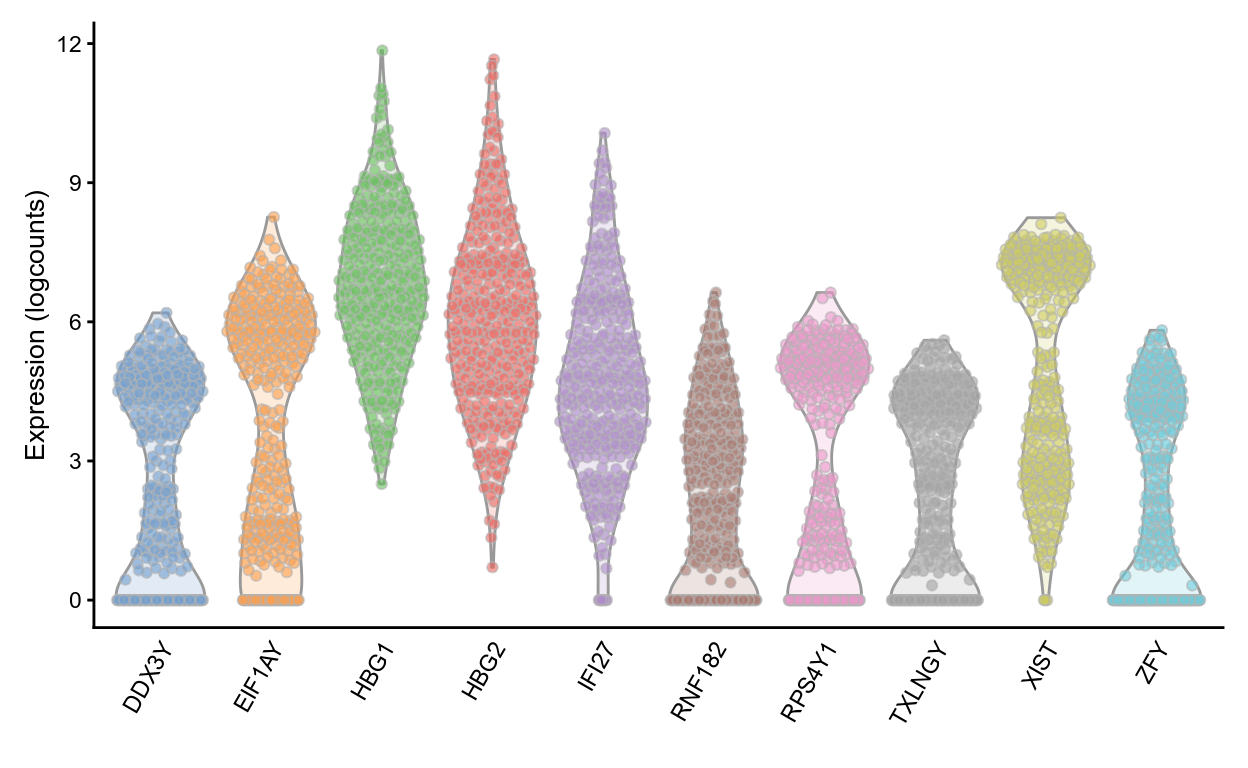 Expression (logcounts)
12
9
6
3
0
DDX3Y
EIF1AY
HBG1
HBG2
IFI27
RNF182
RPS4Y1
TXLNGY
XIST
ZFY